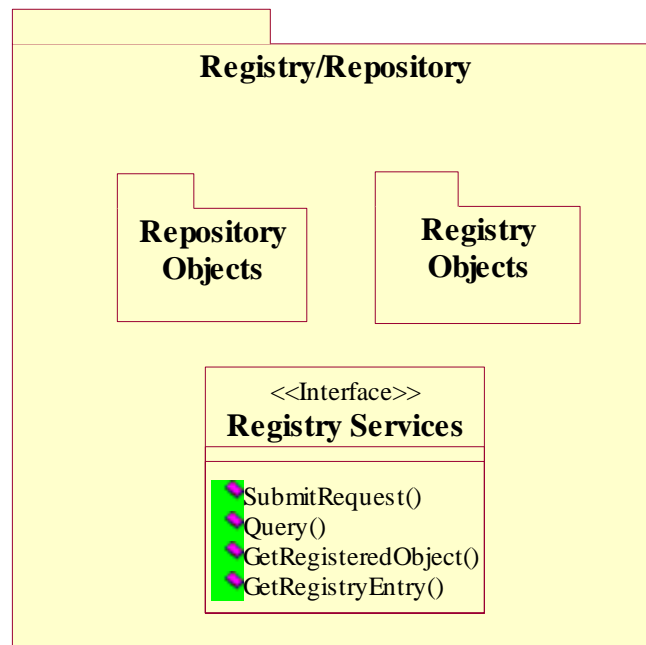 Registry/Repository
Repository
Objects
Registry
Objects
<<Interface>>
Registry Services
SubmitRequest()
Query()
GetRegisteredObject()
GetRegistryEntry()